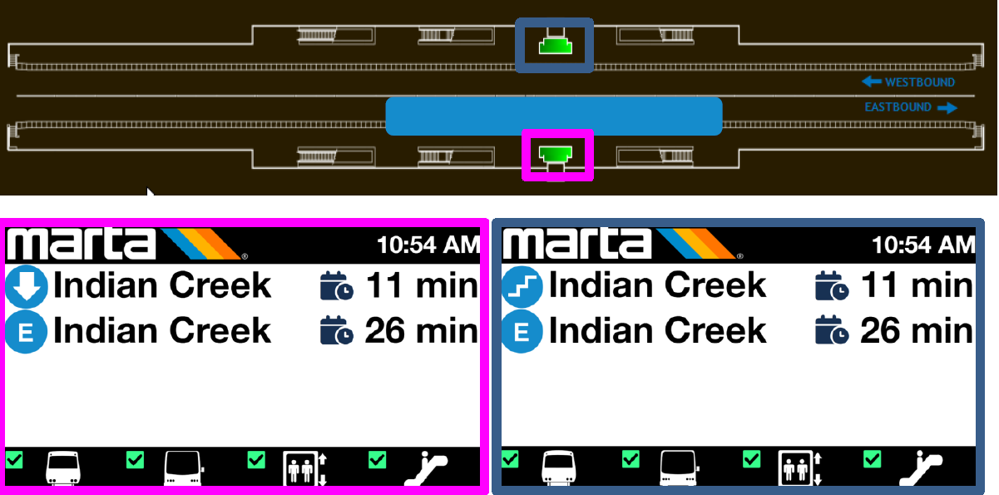 WESTBOUND
EASTBOUND
marta ® 10:54 AM
Indian Creek 11 min
E Indian Creek 26 min
marta ® 10:54 AM
Indian Creek 11 min
E Indian Creek 26 min